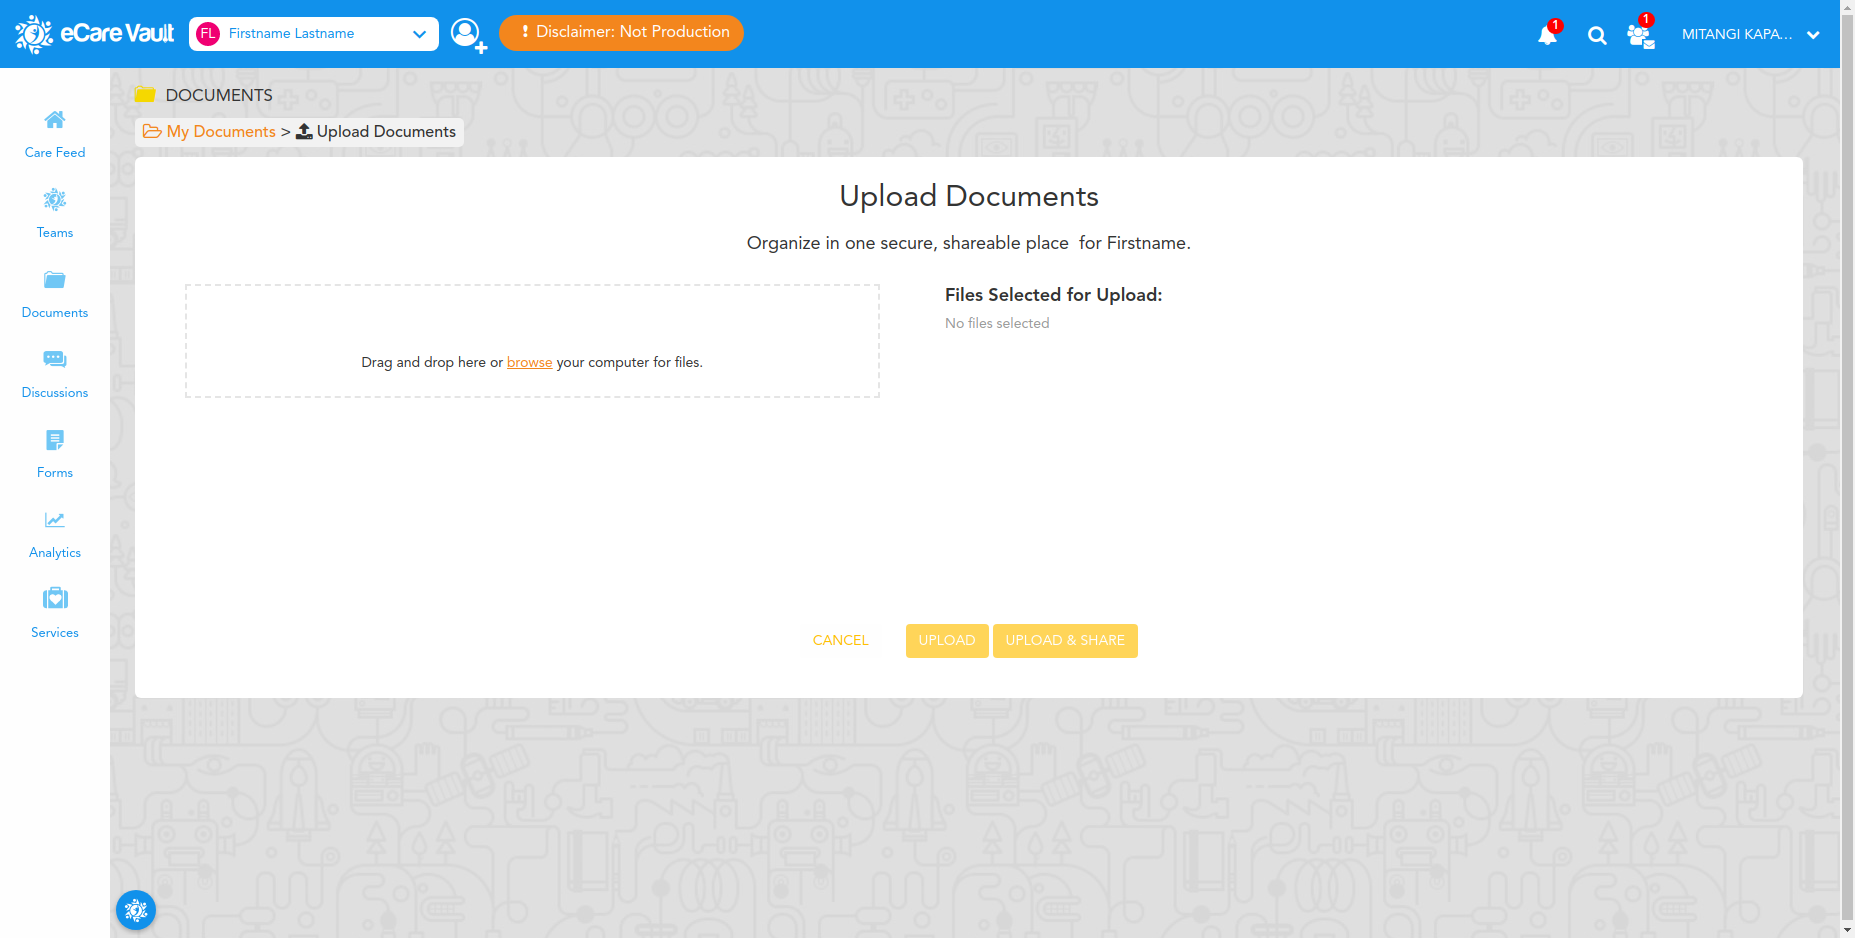 eCare Vault
FL Firstname Lastname
! Disclaimer: Not Production
1
1
MITANGI KAPA...
Care Feed
Teams
Documents
Discussions
Forms
Analytics
Services
DOCUMENTS
My Documents > Upload Documents
Upload Documents
Organize in one secure, shareable place for Firstname.
Drag and drop here or browse your computer for files.
Files Selected for Upload:
No files selected
CANCEL
UPLOAD
UPLOAD & SHARE